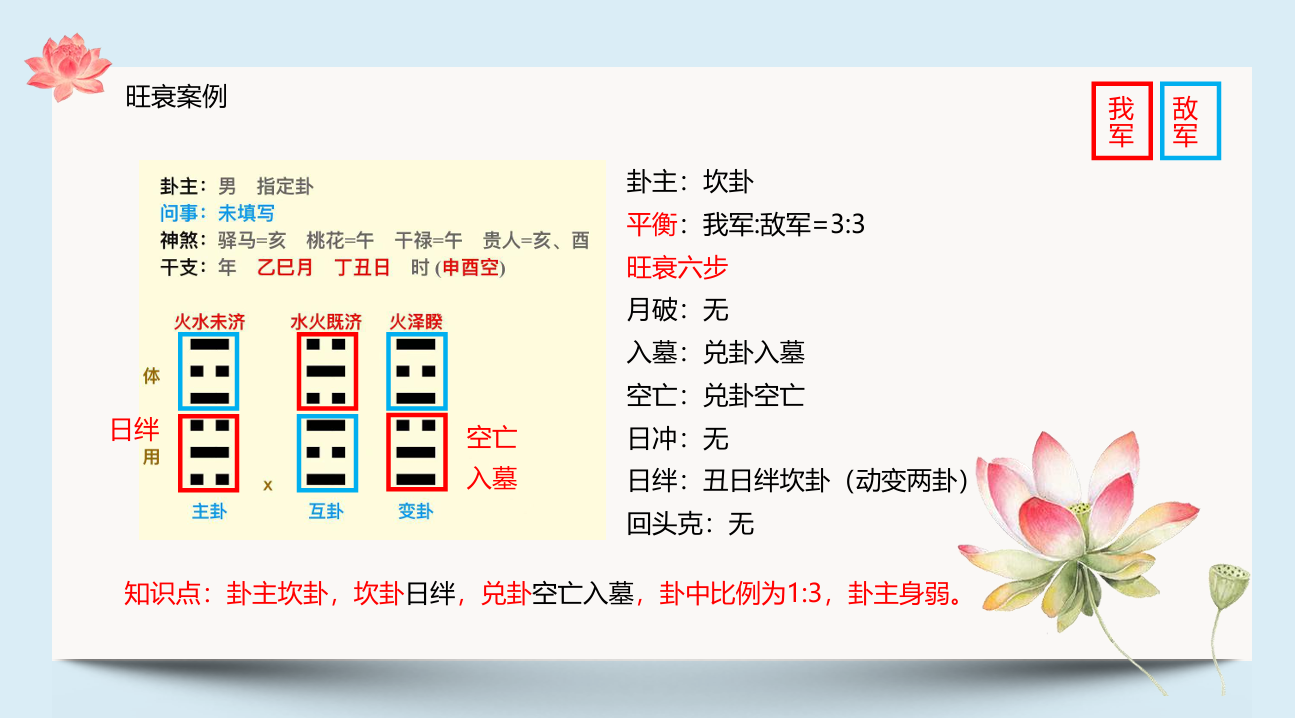 旺衰案例
我军
敌军
卦主：男 指定卦
问事：未填写
神煞：驿马=亥 桃花=午 干禄=午 贵人=亥、酉
干支：年 乙巳月 丁丑日 时 (申酉空)
火水未济 水火既济 火泽睽
体
日绊
用
x
空亡
入墓
主卦 互卦 变卦
卦主：坎卦
平衡：我军:敌军=3:3
旺衰六步
月破：无
入墓：兑卦入墓
空亡：兑卦空亡
日冲：无
日绊：丑日绊坎卦（动变两卦）
回头克：无
知识点：卦主坎卦，坎卦日绊，兑卦空亡入墓，卦中比例为1:3，卦主身弱。